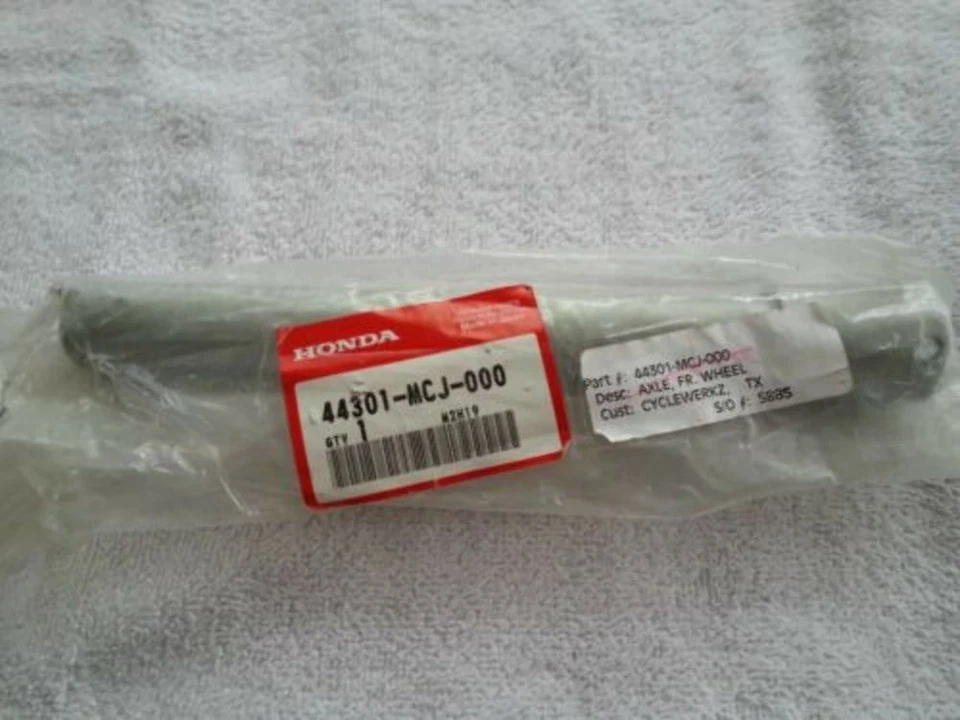 HONDA
44301-MCJ-000
QTY 1 M2H19
Part #: 44301-MCJ-000
Desc: AXLE, FR. WHEEL
Cust: CYCLEWERKZ, TX
S/O #: 5885